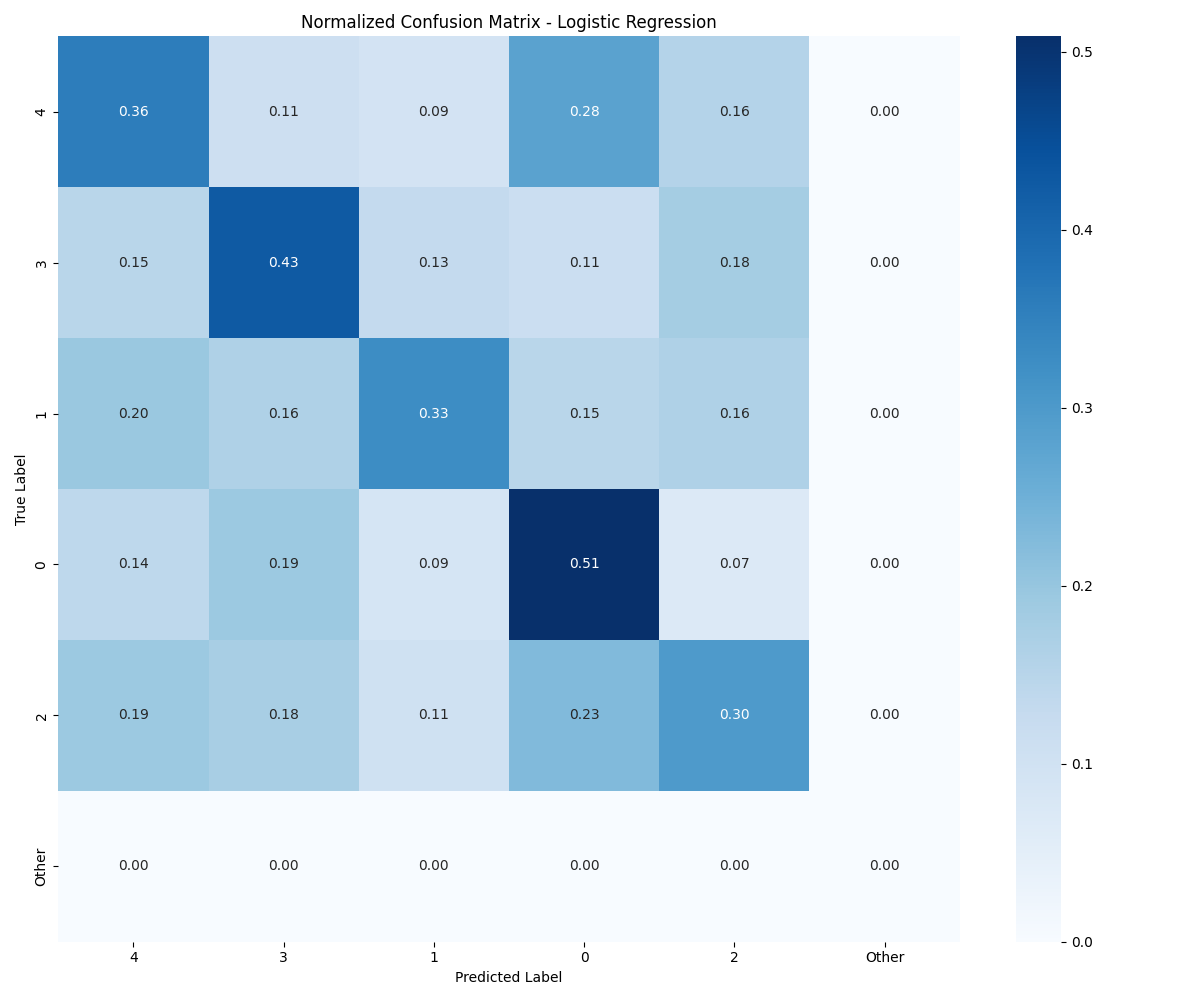 Normalized Confusion Matrix - Logistic Regression
True Label
4 0.36 0.11 0.09 0.28 0.16 0.00
3 0.15 0.43 0.13 0.11 0.18 0.00
1 0.20 0.16 0.33 0.15 0.16 0.00
0 0.14 0.19 0.09 0.51 0.07 0.00
2 0.19 0.18 0.11 0.23 0.30 0.00
Other 0.00 0.00 0.00 0.00 0.00 0.00
4 3 1 0 2 Other
Predicted Label
0.5
0.4
0.3
0.2
0.1
0.0